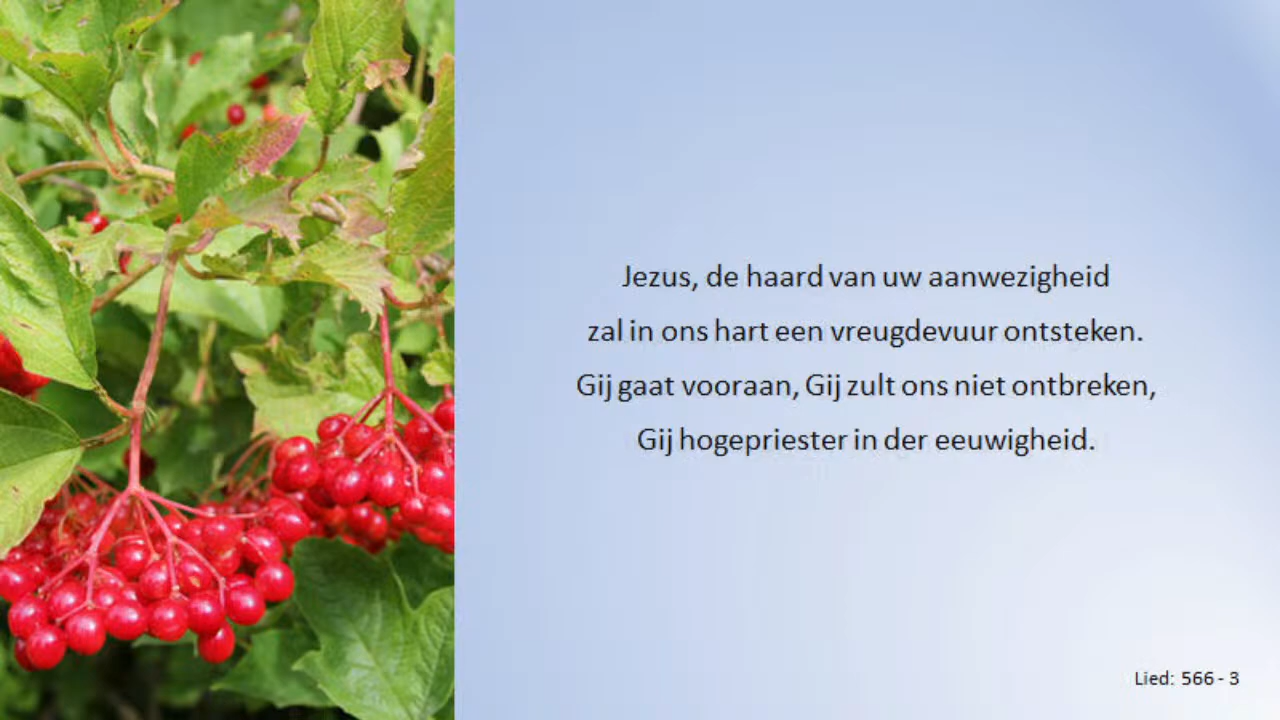 Jezus, de haard van uw aanwezigheid
zal in ons hart een vreugdevuur ontsteken.
Gij gaat vooraan, Gij zult ons niet ontbreken,
Gij hogepriester in der eeuwigheid.
Lied: 566 - 3